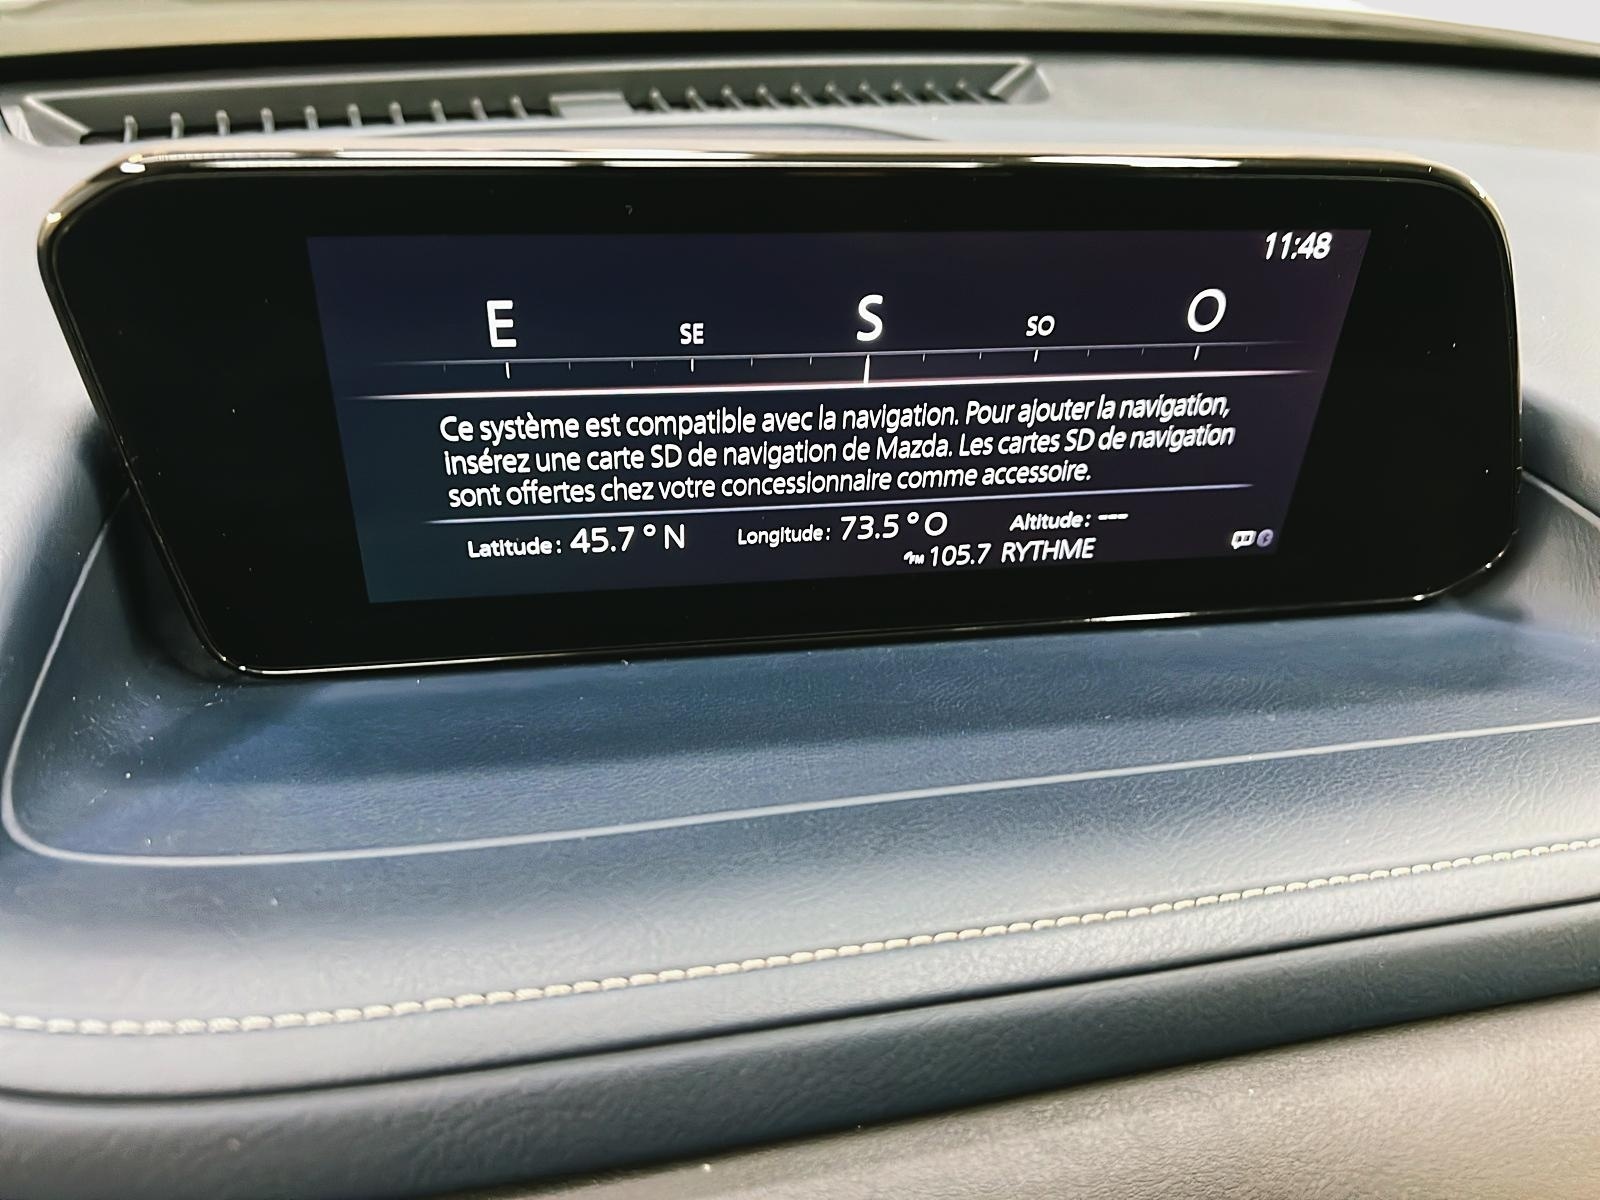 11:48
E SE S SO O
Ce système est compatible avec la navigation. Pour ajouter la navigation,
insérez une carte SD de navigation de Mazda. Les cartes SD de navigation
sont offertes chez votre concessionnaire comme accessoire.
Latitude: 45.7°N Longitude: 73.5°O Altitude: ---
FM 105.7 RYTHME